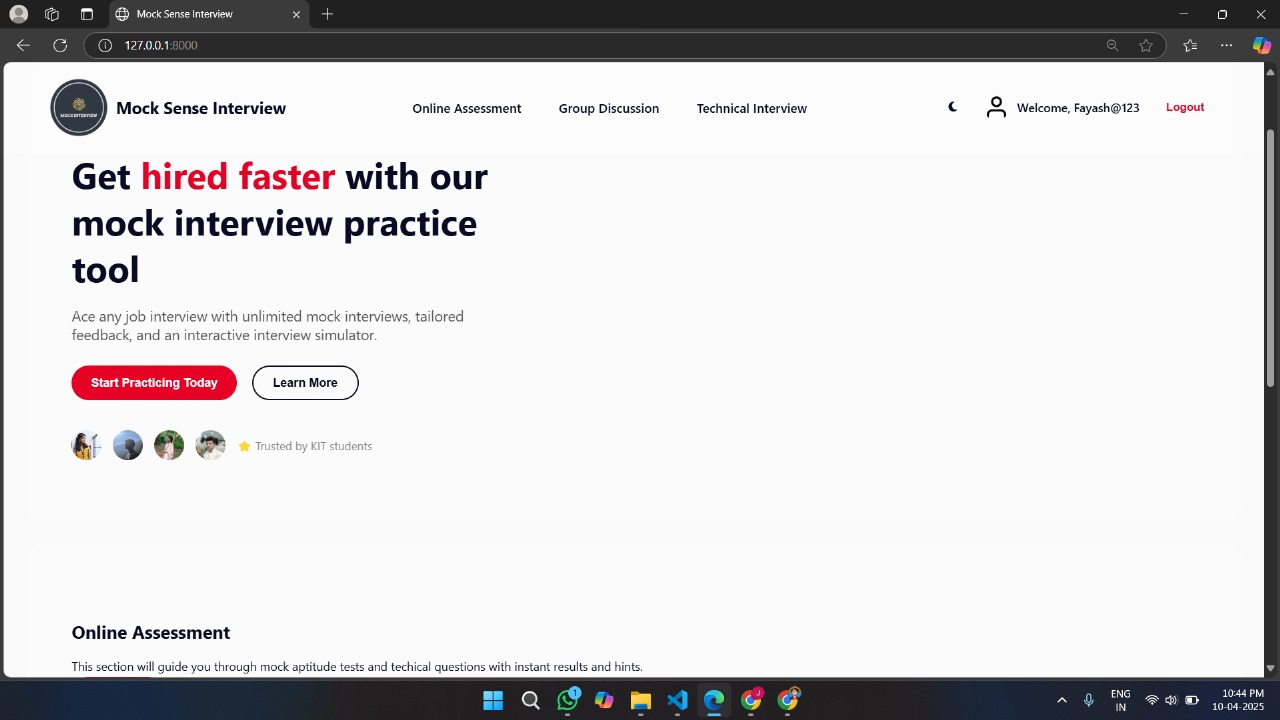 Mock Sense Interview
127.0.0.1:8000
MOCK INTERVIEW
Mock Sense Interview
Online Assessment
Group Discussion
Technical Interview
Welcome, Fayash@123
Logout
Get hired faster with our
mock interview practice
tool
Ace any job interview with unlimited mock interviews, tailored
feedback, and an interactive interview simulator.
Start Practicing Today
Learn More
Trusted by KIT students
Online Assessment
This section will guide you through mock aptitude tests and techical questions with instant results and hints.
1
J
ENG
IN
10:44 PM
10-04-2025